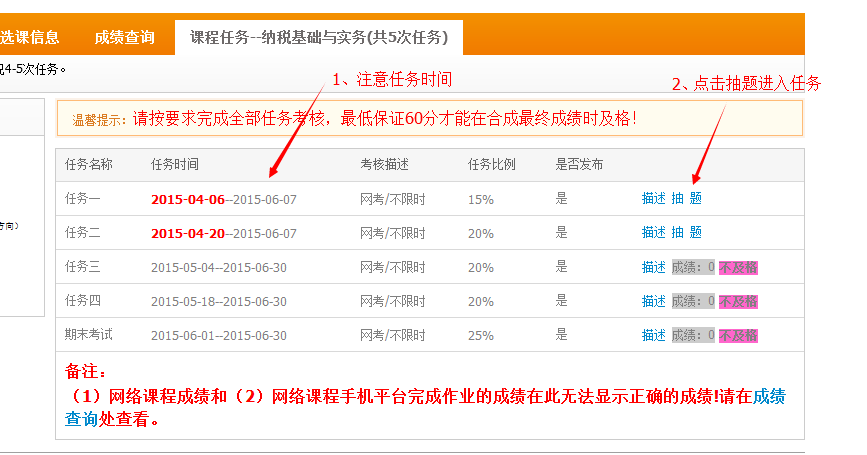 选课信息 成绩查询 课程任务--纳税基础与实务(共5次任务)
4-5次任务。
1、注意任务时间
2、点击抽题进入任务
温馨提示：请按要求完成全部任务考核，最低保证60分才能在合成最终成绩时及格！
任务名称 任务时间 考核描述 任务比例 是否发布
任务一 2015-04-06--2015-06-07 网考/不限时 15% 是 描述 抽 题
任务二 2015-04-20--2015-06-07 网考/不限时 20% 是 描述 抽 题
方向）
任务三 2015-05-04--2015-06-30 网考/不限时 20% 是 描述 成绩：0 不及格
任务四 2015-05-18--2015-06-30 网考/不限时 20% 是 描述 成绩：0 不及格
期末考试 2015-06-01--2015-06-30 网考/不限时 25% 是 描述 成绩：0 不及格
备注：
（1）网络课程成绩和（2）网络课程手机平台完成作业的成绩在此无法显示正确的成绩!请在成绩
查询处查看。